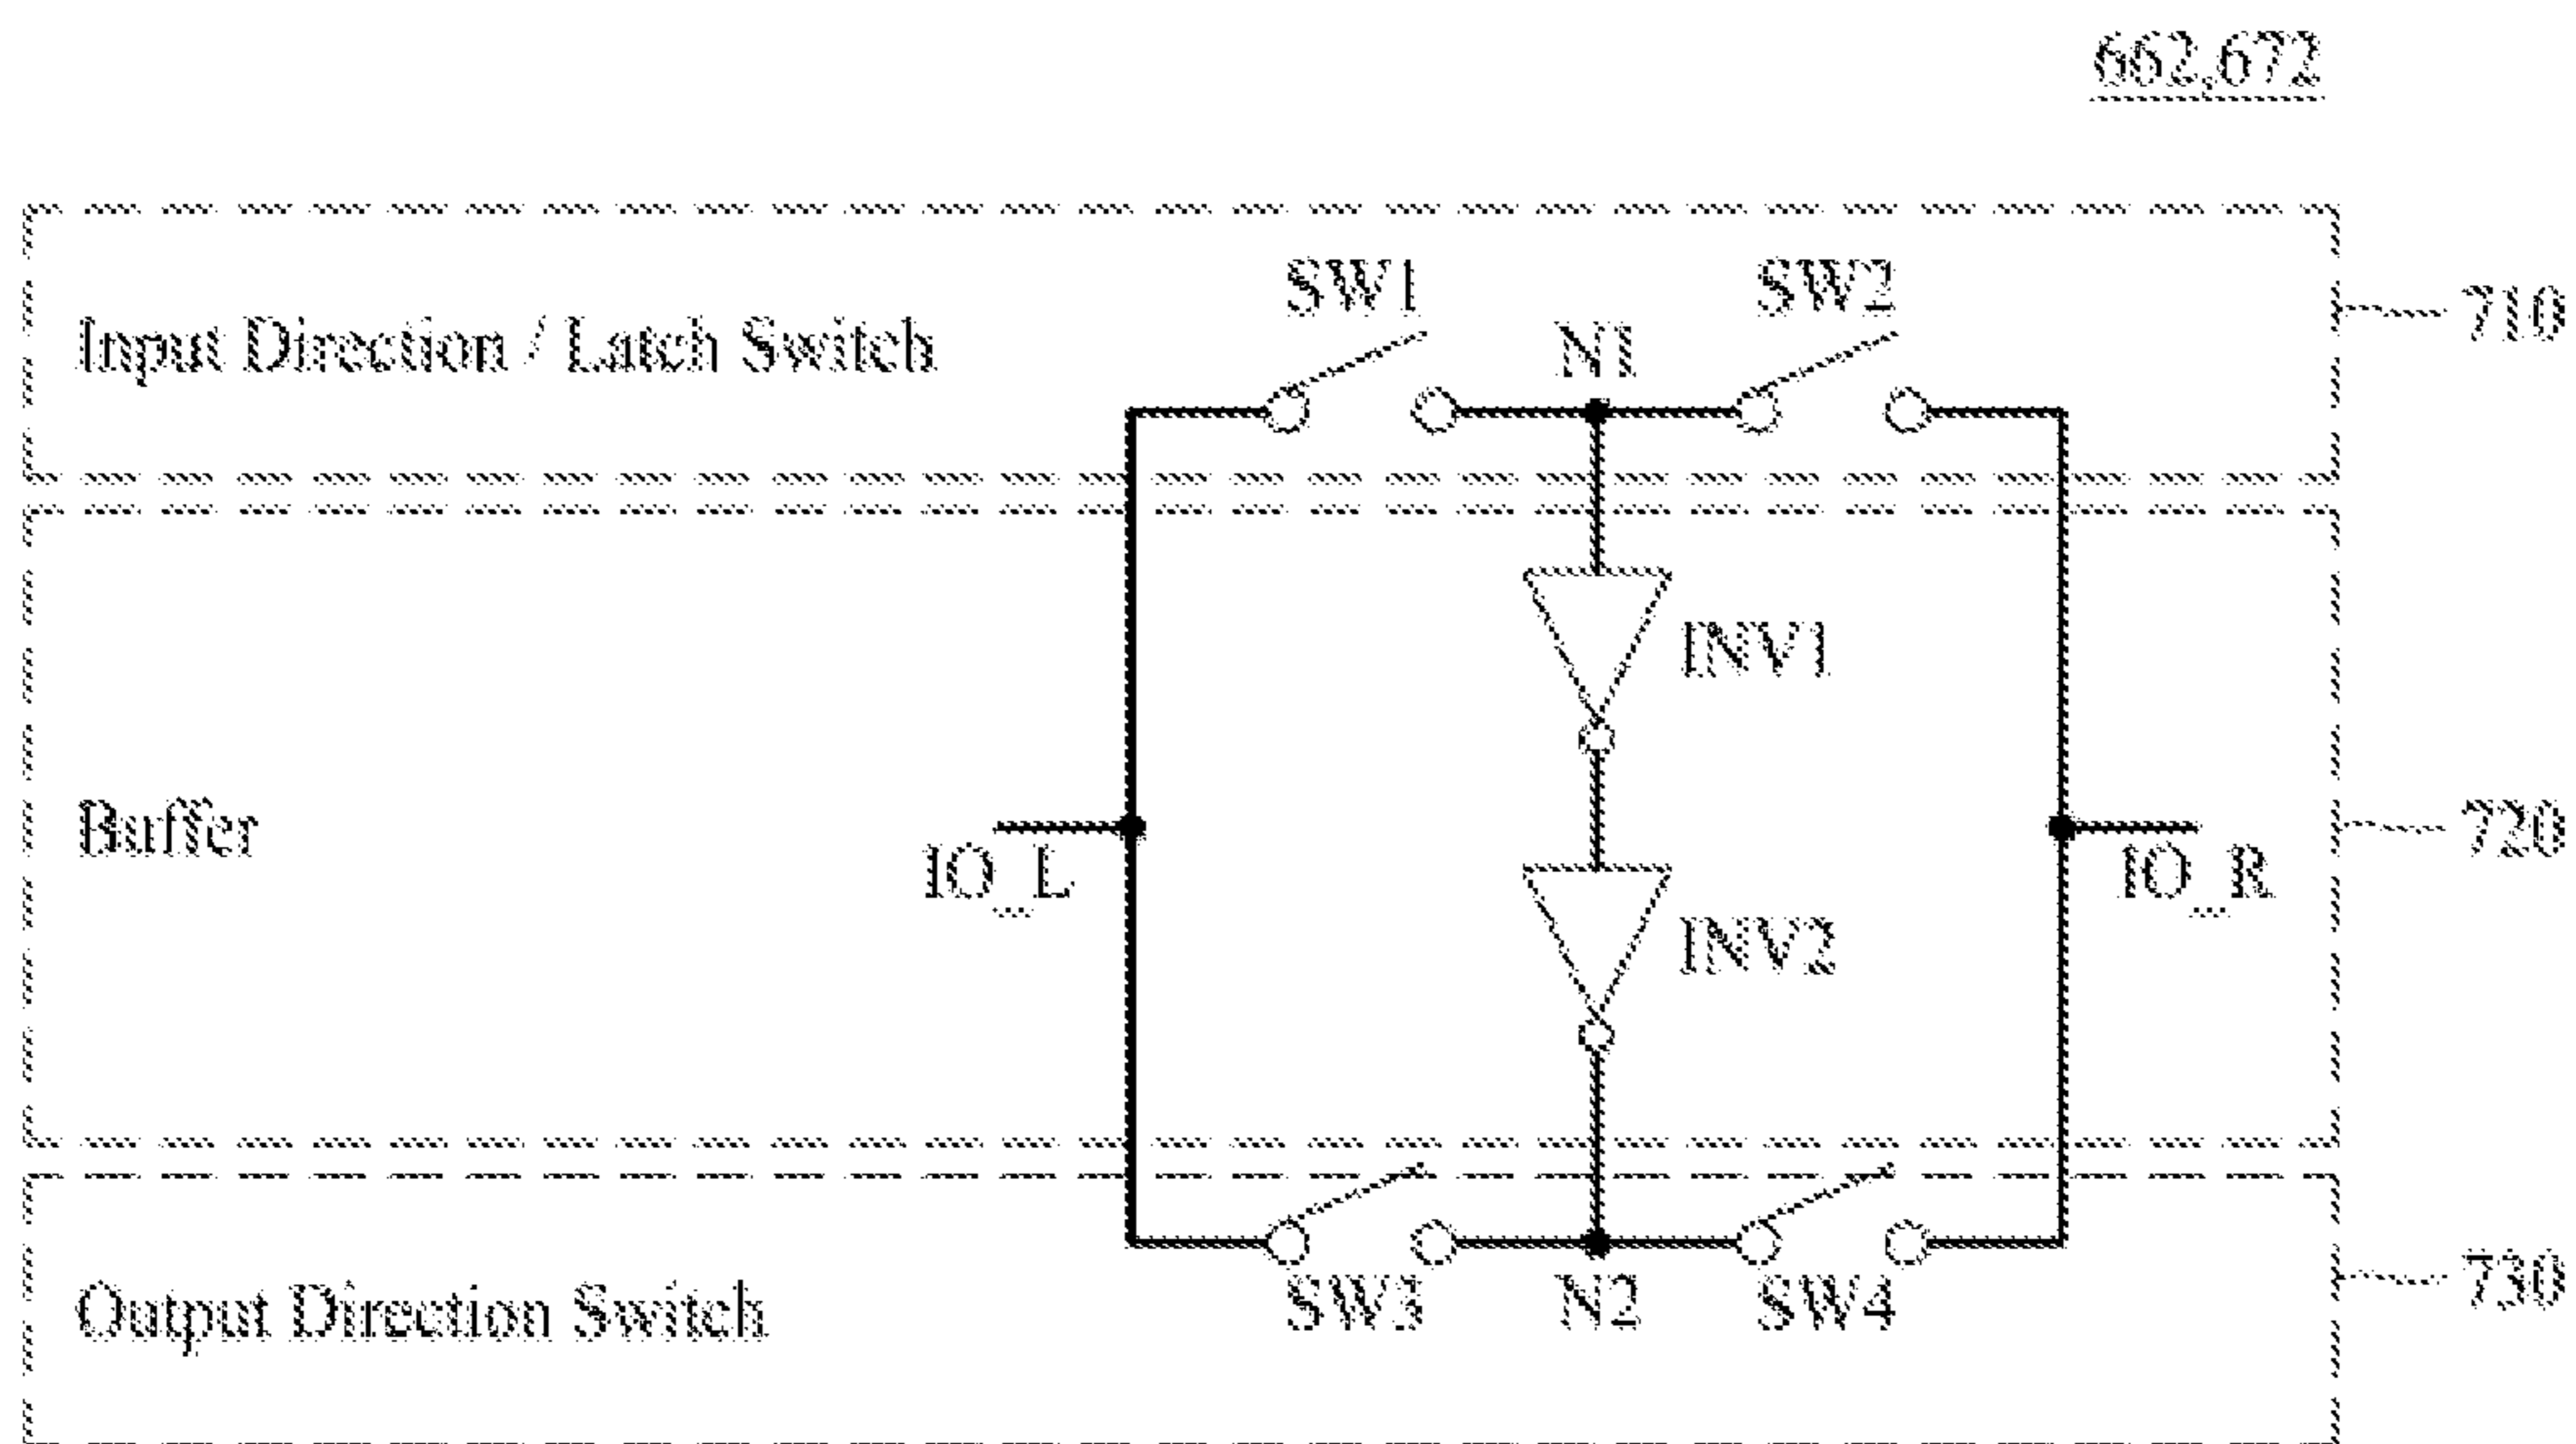 662,672
SW1
SW2
N1
Input Direction / Latch Switch
710
INV1
Buffer
IO_L
IO_R
720
INV2
SW3
N2
SW4
Output Direction Switch
730